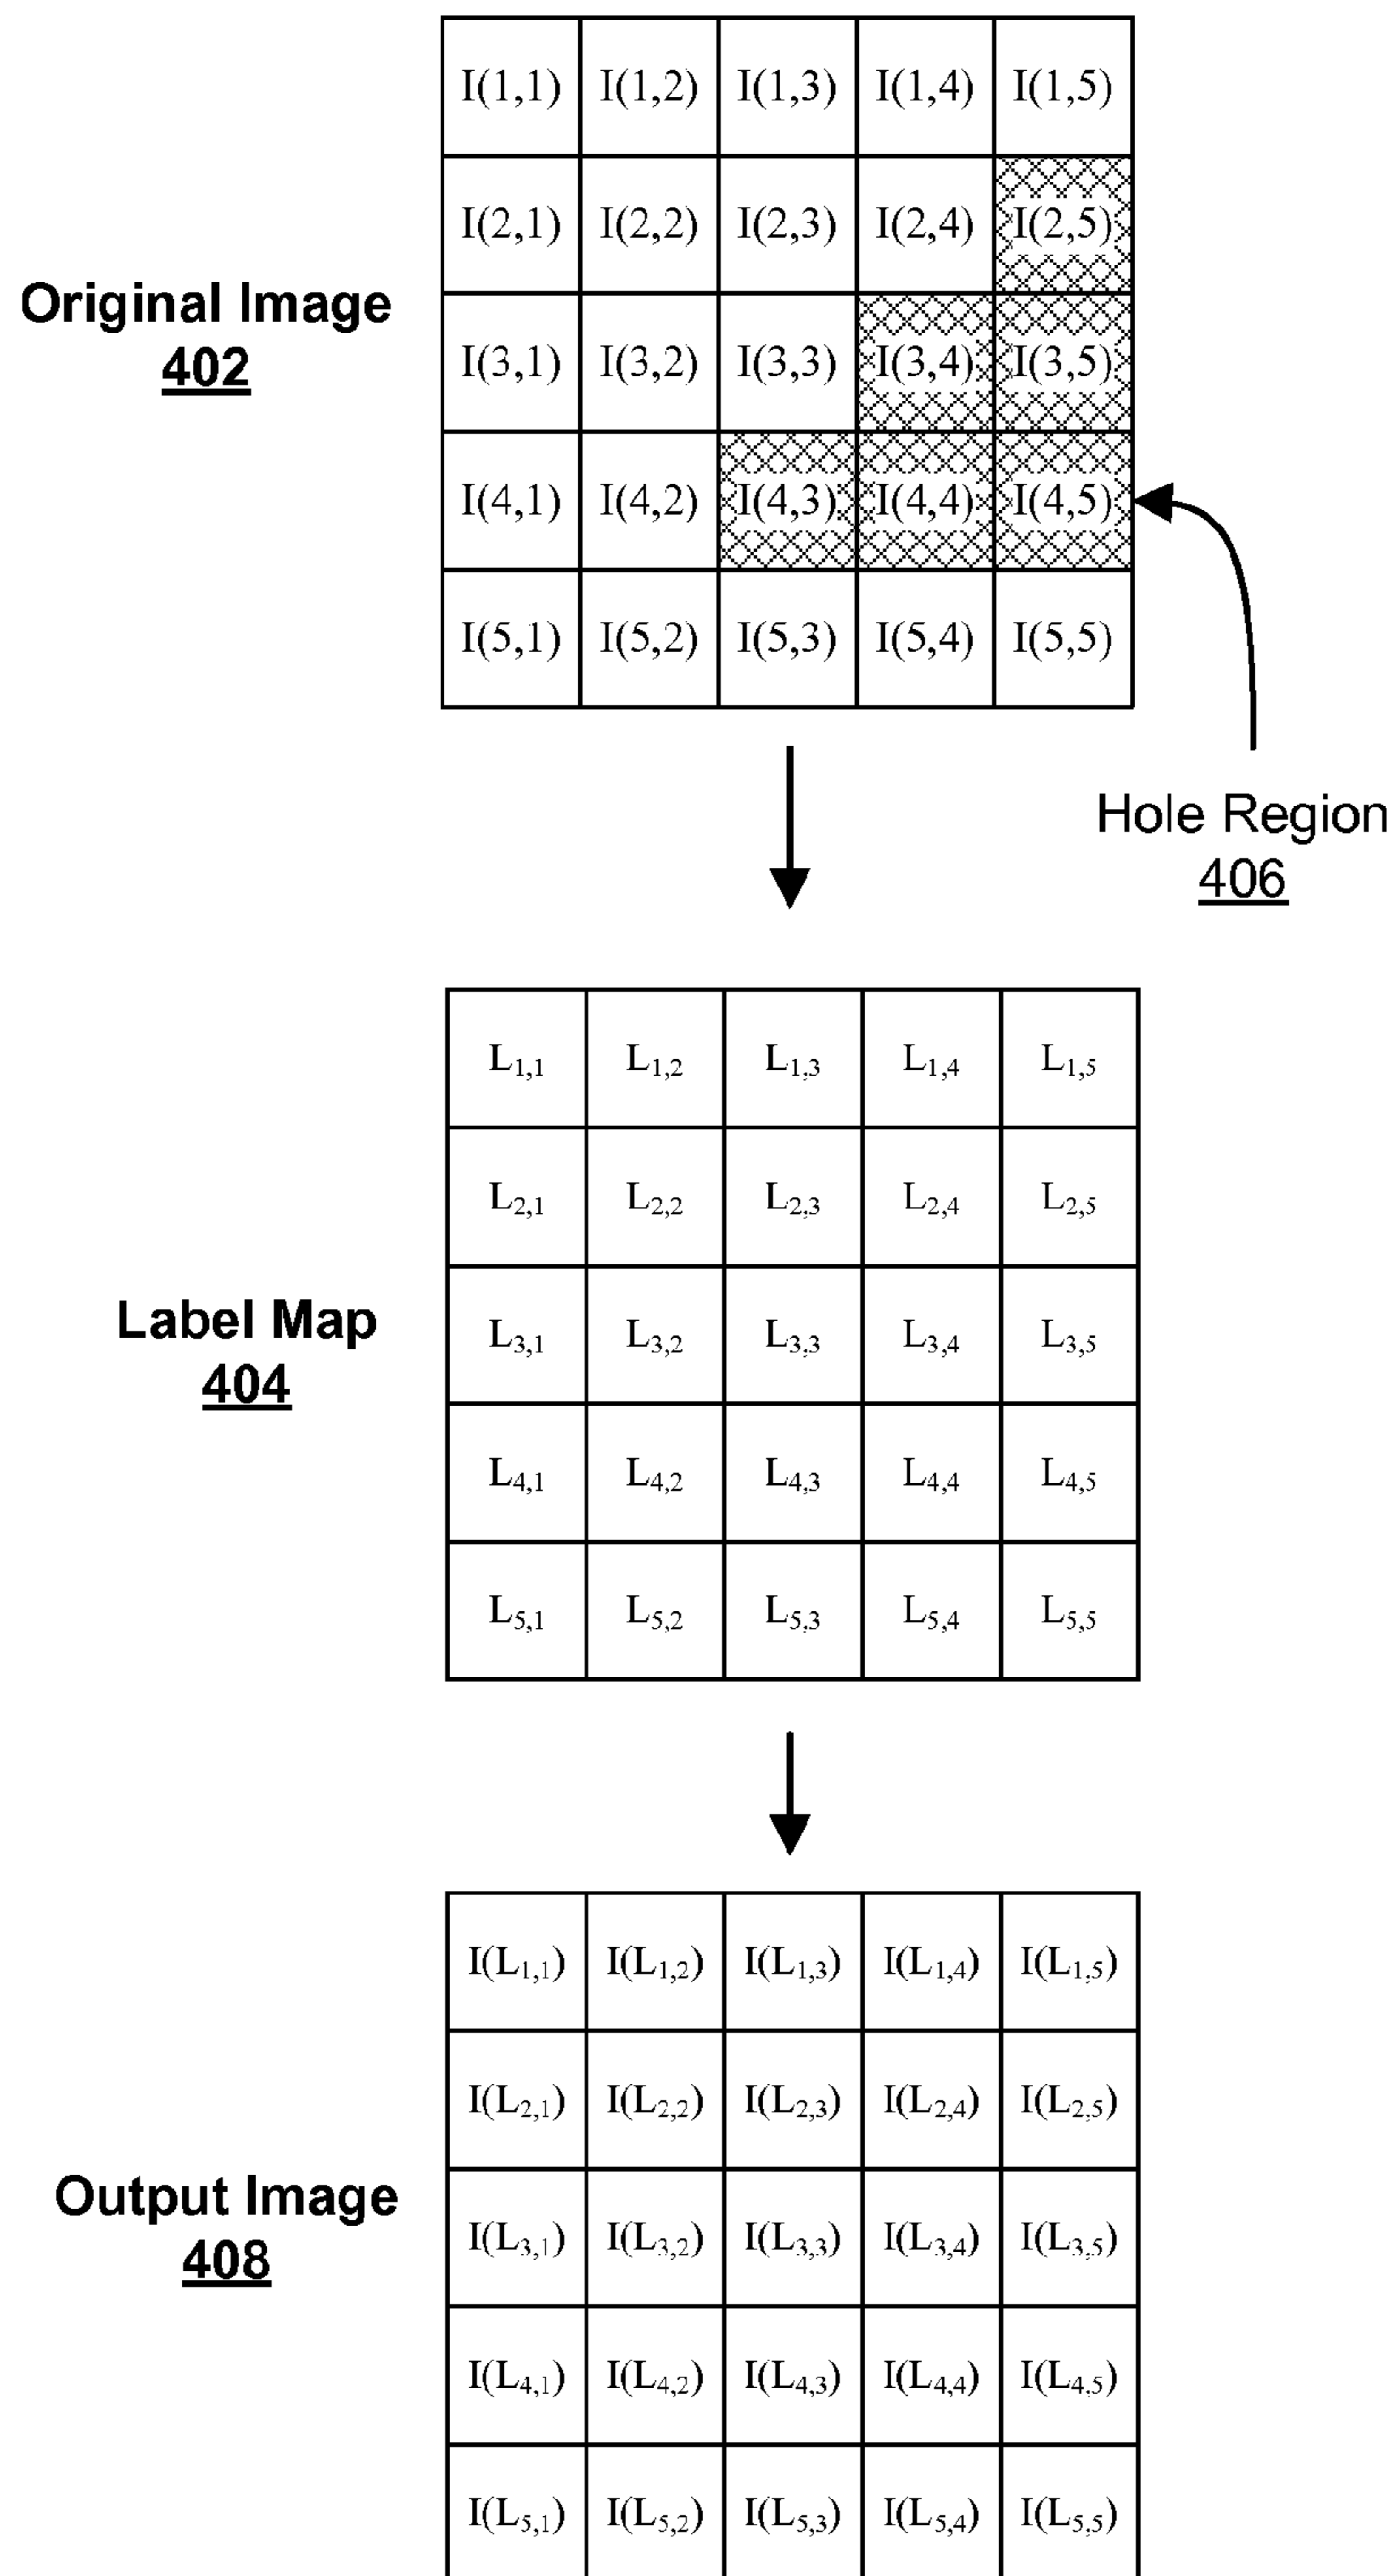 I(1,1) I(1,2) I(1,3) I(1,4) I(1,5)
I(2,1) I(2,2) I(2,3) I(2,4) I(2,5)
Original Image
402
I(3,1) I(3,2) I(3,3) I(3,4) I(3,5)
I(4,1) I(4,2) I(4,3) I(4,4) I(4,5)
I(5,1) I(5,2) I(5,3) I(5,4) I(5,5)
Hole Region
406
L1,1 L1,2 L1,3 L1,4 L1,5
L2,1 L2,2 L2,3 L2,4 L2,5
Label Map
404
L3,1 L3,2 L3,3 L3,4 L3,5
L4,1 L4,2 L4,3 L4,4 L4,5
L5,1 L5,2 L5,3 L5,4 L5,5
I(L1,1) I(L1,2) I(L1,3) I(L1,4) I(L1,5)
I(L2,1) I(L2,2) I(L2,3) I(L2,4) I(L2,5)
Output Image
408
I(L3,1) I(L3,2) I(L3,3) I(L3,4) I(L3,5)
I(L4,1) I(L4,2) I(L4,3) I(L4,4) I(L4,5)
I(L5,1) I(L5,2) I(L5,3) I(L5,4) I(L5,5)